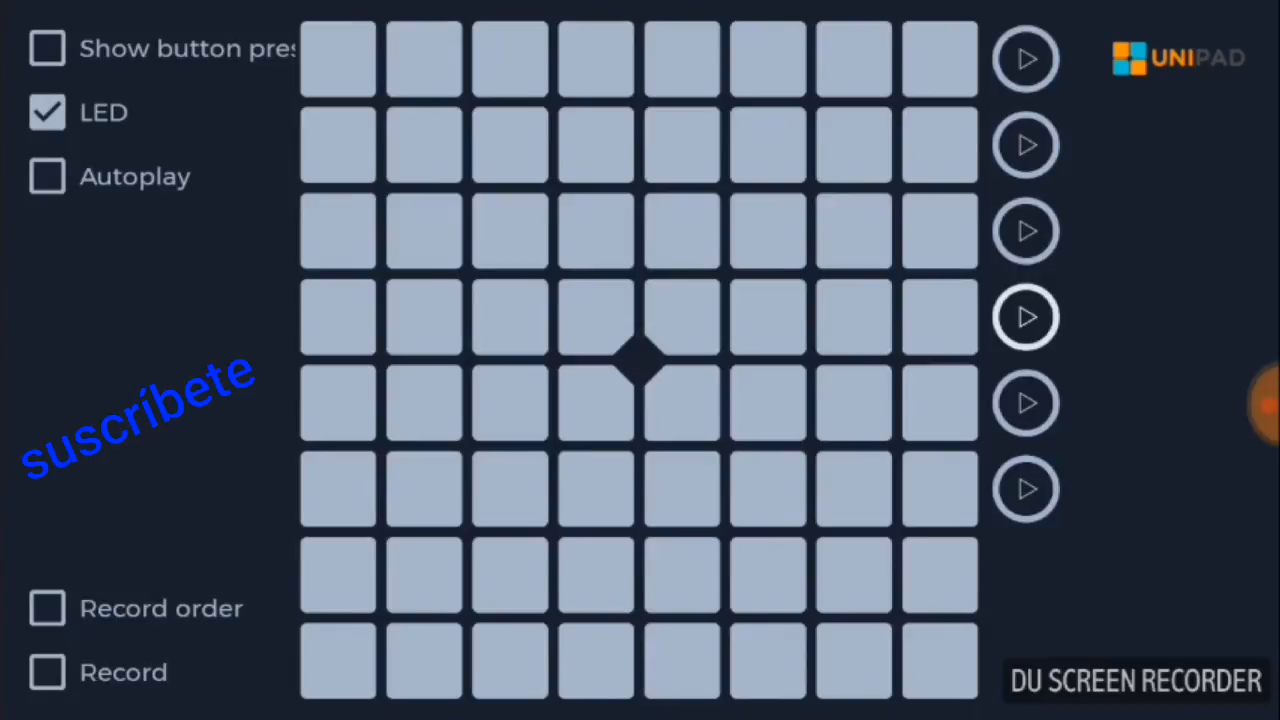 Show button pres
UNIPAD
LED
Autoplay
suscríbete
Record order
Record
DU SCREEN RECORDER